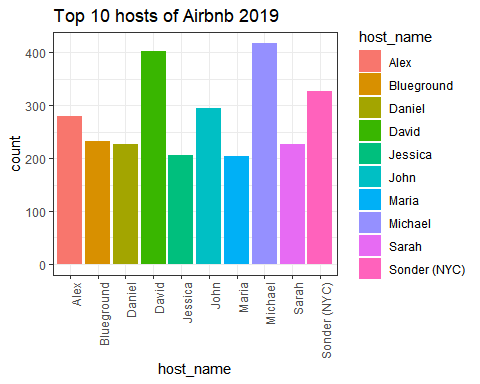 Top 10 hosts of Airbnb 2019
count
400
300
200
100
0
Alex
Blueground
Daniel
David
Jessica
John
Maria
Michael
Sarah
Sonder (NYC)
host_name
host_name
Alex
Blueground
Daniel
David
Jessica
John
Maria
Michael
Sarah
Sonder (NYC)